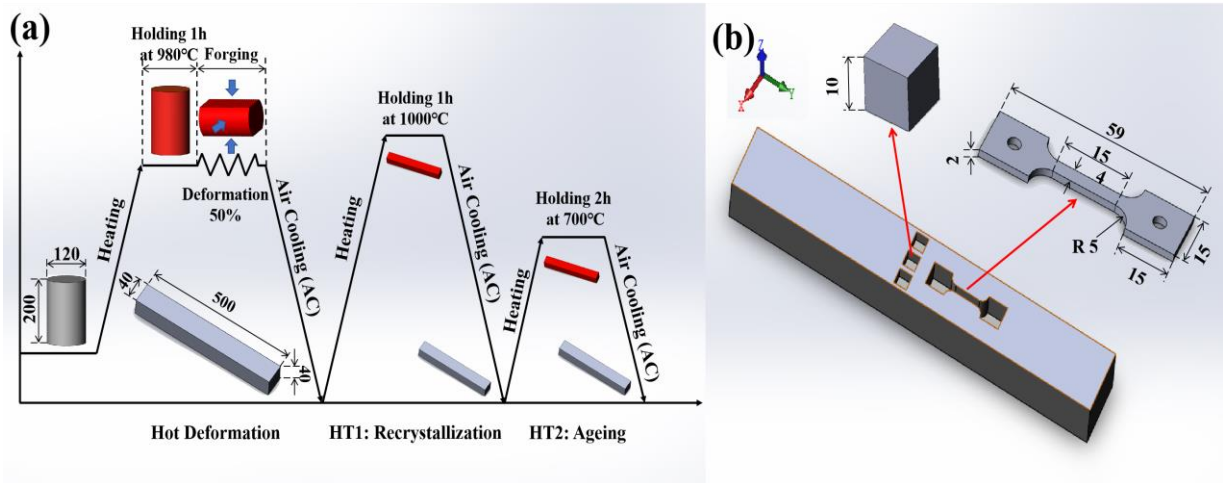 (a)
Holding 1h
at 980℃
Forging
Deformation
50%
Heating
Air Cooling (AC)
120
200
40
500
40
Holding 1h
at 1000℃
Heating
Air Cooling (AC)
Holding 2h
at 700℃
Heating
Air Cooling (AC)
Hot Deformation
HT1: Recrystallization
HT2: Ageing
(b)
Z
X
Y
10
59
15
4
2
R 5
15
15